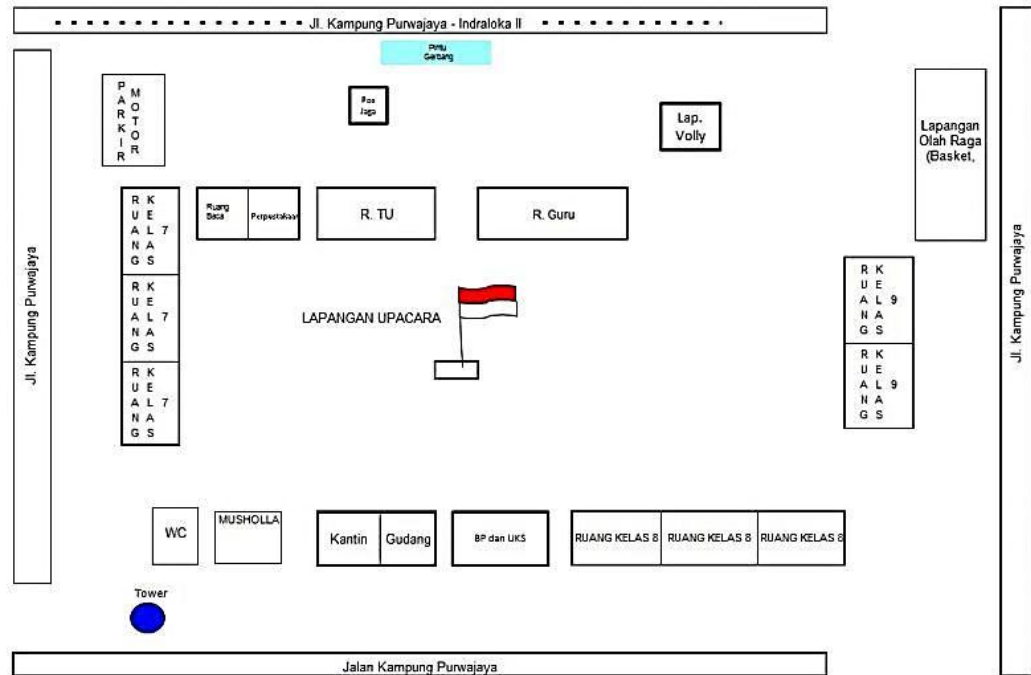 Jl. Kampung Purwajaya - Indraloka II
Pintu
Gerbang
PARKIR
MOTOR
Pos
Jaga
Lap.
Volly
Lapangan
Olah Raga
(Basket,
Jl. Kampung Purwajaya
RUANG
KELAS
7
Ruang
Baca
Perpustakaan
R. TU
R. Guru
Jl. Kampung Purwajaya
RUANG
KELAS
7
LAPANGAN UPACARA
RUANG
KELAS
9
RUANG
KELAS
7
RUANG
KELAS
9
WC
MUSHOLLA
Kantin
Gudang
BP dan UKS
RUANG KELAS 8
RUANG KELAS 8
RUANG KELAS 8
Tower
Jalan Kampung Purwajaya